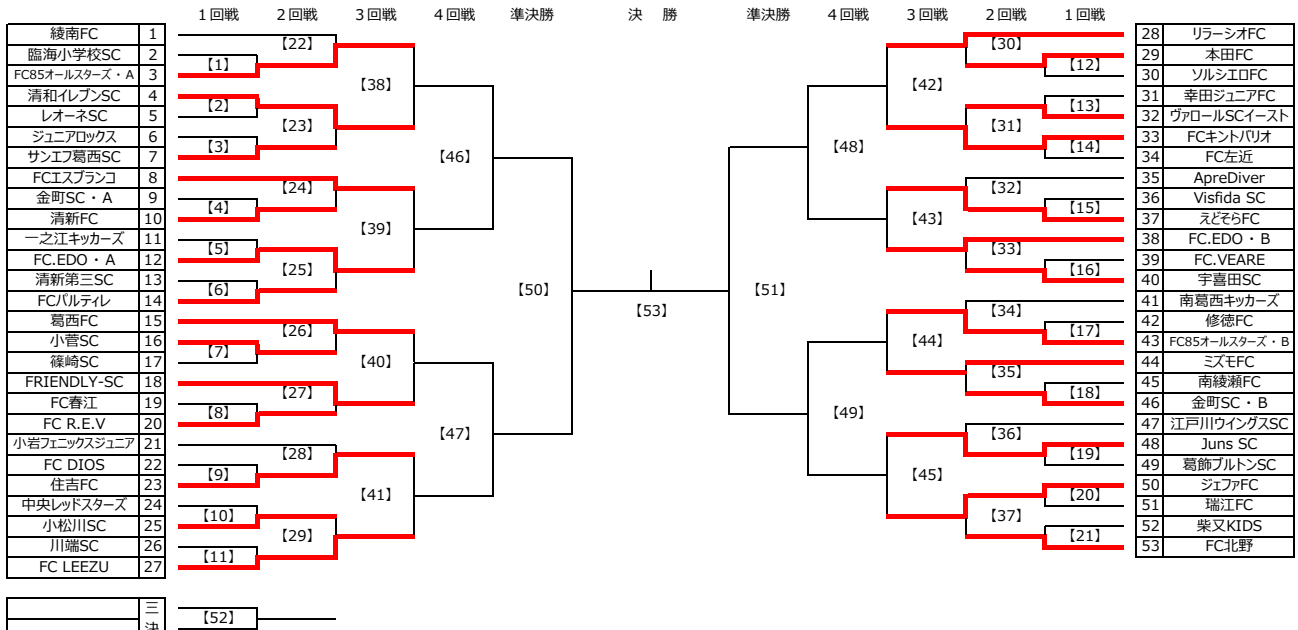 1回戦 2回戦 3回戦 4回戦 準決勝 決 勝 準決勝 4回戦 3回戦 2回戦 1回戦
綾南FC 1
臨海小学校SC 2
FC85オールスターズ・A 3
清和イレブンSC 4
レオーネSC 5
ジュニアロックス 6
サンエフ葛西SC 7
FCエスブランコ 8
金町SC・A 9
清新FC 10
一之江キッカーズ 11
FC.EDO・A 12
清新第三SC 13
FCパルティレ 14
葛西FC 15
小菅SC 16
篠崎SC 17
FRIENDLY-SC 18
FC春江 19
FC R.E.V 20
小岩フェニックスジュニア 21
FC DIOS 22
住吉FC 23
中央レッドスターズ 24
小松川SC 25
川端SC 26
FC LEEZU 27
【1】
【2】
【3】
【4】
【5】
【6】
【7】
【8】
【9】
【10】
【11】
【22】
【23】
【24】
【25】
【26】
【27】
【28】
【29】
【38】
【39】
【40】
【41】
【46】
【47】
【50】
【53】
【51】
【48】
【49】
【42】
【43】
【44】
【45】
【30】
【31】
【32】
【33】
【34】
【35】
【36】
【37】
【12】
【13】
【14】
【15】
【16】
【17】
【18】
【19】
【20】
【21】
28 リラーシオFC
29 本田FC
30 ソルシエロFC
31 幸田ジュニアFC
32 ヴァロールSCイースト
33 FCキントバリオ
34 FC左近
35 ApreDiver
36 Visfida SC
37 えどそらFC
38 FC.EDO・B
39 FC.VEARE
40 宇喜田SC
41 南葛西キッカーズ
42 修徳FC
43 FC85オールスターズ・B
44 ミズモFC
45 南綾瀬FC
46 金町SC・B
47 江戸川ウイングスSC
48 Juns SC
49 葛飾ブルトンSC
50 ジェファFC
51 瑞江FC
52 柴又KIDS
53 FC北野
三
決
【52】